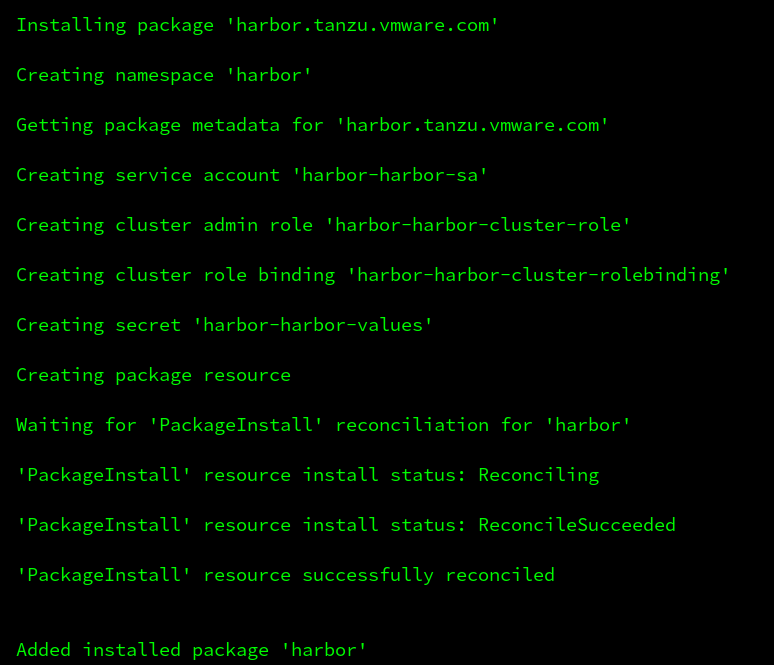 Installing package 'harbor.tanzu.vmware.com'
Creating namespace 'harbor'
Getting package metadata for 'harbor.tanzu.vmware.com'
Creating service account 'harbor-harbor-sa'
Creating cluster admin role 'harbor-harbor-cluster-role'
Creating cluster role binding 'harbor-harbor-cluster-rolebinding'
Creating secret 'harbor-harbor-values'
Creating package resource
Waiting for 'PackageInstall' reconciliation for 'harbor'
'PackageInstall' resource install status: Reconciling
'PackageInstall' resource install status: ReconcileSucceeded
'PackageInstall' resource successfully reconciled
Added installed package 'harbor'